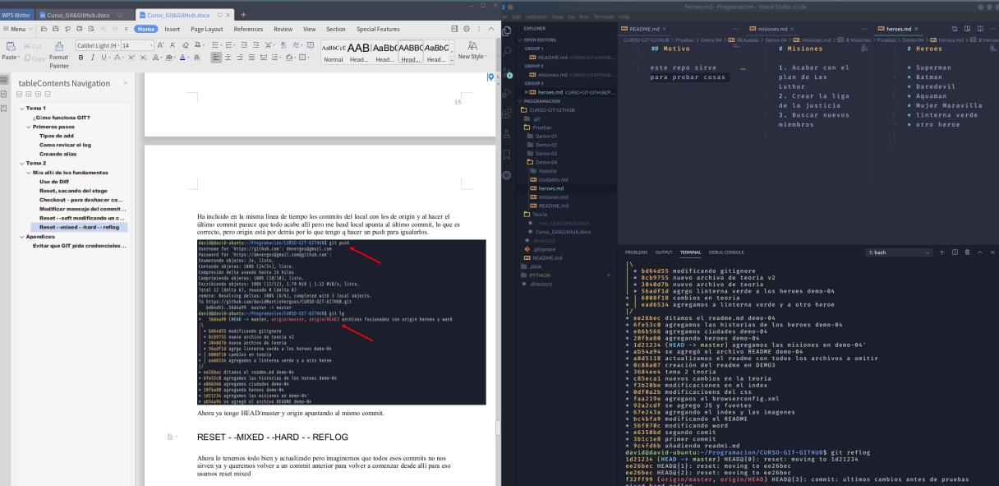 WPS Writer
Curso_Git&GitHub.docx
Curso_Git&GitHub.docx
Menu
Home
Insert
Page Layout
References
Review
View
Section
Special Features
Paste
Cut
Copy
Format
Painter
Calibri Light (H
14
AaBbCcE
Normal
Head...
Head...
Head...
Head...
New Style
tableContents Navigation
Tema 1
¿Cómo funciona GIT?
Primeros pasos
Tipos de add
Como revisar el log
Creando alias
Tema 2
Más allá de los fundamentos
Uso de Diff
Reset, sacando del stage
Checkout – para deshacer ca...
Modificar mensaje del commit...
Reset --soft modificando un c...
Reset --mixed --hard -- reflog
Apendices
Evitar que GIT pida credenciales...
15
Ha incluido en la misma línea de tiempo los commits del local con los de origin y al hacer el
último commit parece que todo acabe allí pero me head local apunta al último commit, lo que es
correcto, pero origin está por detrás por lo que tengo q hacer un push para igualarlos.
david@david-ubuntu:~/Programacion/CURSO-GIT-GITHUB$ git push
Username for 'https://github.com': dmverges@gmail.com
Password for 'https://dmverges@gmail.com@github.com':
Enumerando objetos: 24, listo.
Contando objetos: 100% (24/24), listo.
Compresión delta usando hasta 16 hilos
Comprimiendo objetos: 100% (10/10), listo.
Escribiendo objetos: 100% (12/12), 1.79 MiB | 1.12 MiB/s, listo.
Total 12 (delta 6), reusado 0 (delta 0)
remote: Resolving deltas: 100% (6/6), completed with 3 local objects.
To https://github.com/davidMartinVergues/CURSO-GIT-GITHUB.git
bd64d55..5bd4a99 master -> master
david@david-ubuntu:~/Programacion/CURSO-GIT-GITHUB$ git lg
* 5bd4a99 (HEAD -> master, origin/master, origin/HEAD) archivos fusionados con origin heroes y word
|\
| * bd64d55 modificando gitignore
| * 8cb9755 nuevo archivo de teoria v2
| * 3040d7b nuevo archivo de teoria
| * 56adf1d agrgo linterna verde a los heroes demo-04
* | 6008f18 cambios en teoria
* | ead6534 agregamos a linterna verde y a otro heroe
|/
* ee26bec ditamos el readme.md demo-04
* 6fe53c0 agregamos las historias de los heroes demo-04
* e86b566 agregamos ciudades demo-04
* 20fba80 agregando heroes demo-04
* 1d21234 agregamos las misiones en demo-04'
* ab54a94 se agregó el archivo README demo-04
Ahora ya tengo HEAD/master y origin apuntando al mismo commit.
RESET - -MIXED - -HARD - - REFLOG
Ahora lo tenemos todo bien y actualizado pero imaginemos que todos esos commits no nos
sirven ya y queremos volver a un commit anterior para volver a comenzar desde allí para eso
usamos reset mixed
heroes.md - Programacion - Visual Studio Code
File Edit Selection View Go Run Terminal Help
EXPLORER
OPEN EDITORS
GROUP 1
README.md CURSO-GIT-GITHUB...
GROUP 2
misiones.md CURSO-GIT-GITHUB...
GROUP 3
heroes.md CURSO-GIT-GITHUB/P...
PROGRAMACION
CURSO-GIT-GITHUB
.git
Pruebas
Demo-01
Demo-02
Demo-03
Demo-04
historia
ciudades.md
heroes.md
misiones.md
README.md
Teoria
Curso_Git&GitHub.docx
.directory
.gitignore
README.md
JAVA
PYTHON
.directory
README.md
CURSO-GIT-GITHUB > Pruebas > Demo-04 >
1 ## Motivo
2
3 este repo sirve
para probar cosas
misiones.md
Pruebas > Demo-04 > misiones.md > # Misiones
1 # Misiones
2
3 1. Acabar con el
plan de Lex
Luthor
4 2. Crear la liga
de la justicia
5 3. Buscar nuevos
miembros
6
heroes.md
Pruebas > Demo-04 > heroes.md > # Heroes
1 # Heroes
2
3 * Superman
4 * Batman
5 * Daredevil
6 * Aquaman
7 * Mujer Maravilla
8 * linterna verde
9 * otro heroe
10
11
PROBLEMS
OUTPUT
TERMINAL
DEBUG CONSOLE
1: bash
|\
| * bd64d55 modificando gitignore
| * 8cb9755 nuevo archivo de teoria v2
| * 3040d7b nuevo archivo de teoria
| * 56adf1d agrgo linterna verde a los heroes demo-04
* | 6008f18 cambios en teoria
* | ead6534 agregamos a linterna verde y a otro heroe
|/
* ee26bec ditamos el readme.md demo-04
* 6fe53c0 agregamos las historias de los heroes demo-04
* e86b566 agregamos ciudades demo-04
* 20fba80 agregando heroes demo-04
* 1d21234 (HEAD -> master) agregamos las misiones en demo-04'
* ab54a94 se agregó el archivo README demo-04
* a8d5118 actualizamos el readme con todos los archivos a omitir
* 0c88a07 creación del readme en DEMO3
* 3684ee4 tema 2 teoria
* c85eca1 nuevos cambios en la teoria
* f3b20be modificaciones en el index
* 0df0a2b modificacioens del css
* faa219e agregaos el browserconfig.xml
* 92a2cdf se agrego JS y fuentes
* 67e243a agregando el index y las imagenes
* bc4bfa9 modificando el README
* 56f870c modificando word
* e6350bd segundo comit
* 3b1c1e8 primer commit
* 9c4fd6b añadiendo readmi.md
david@david-ubuntu:~/Programacion/CURSO-GIT-GITHUB$ git reflog
1d21234 (HEAD -> master) HEAD@{0}: reset: moving to 1d21234
ee26bec HEAD@{1}: reset: moving to ee26bec
ee26bec HEAD@{2}: reset: moving to ee26bec
f32ff99 (origin/master, origin/HEAD) HEAD@{3}: commit: ultimos cambios antes de pruebas
mixed hard reflog